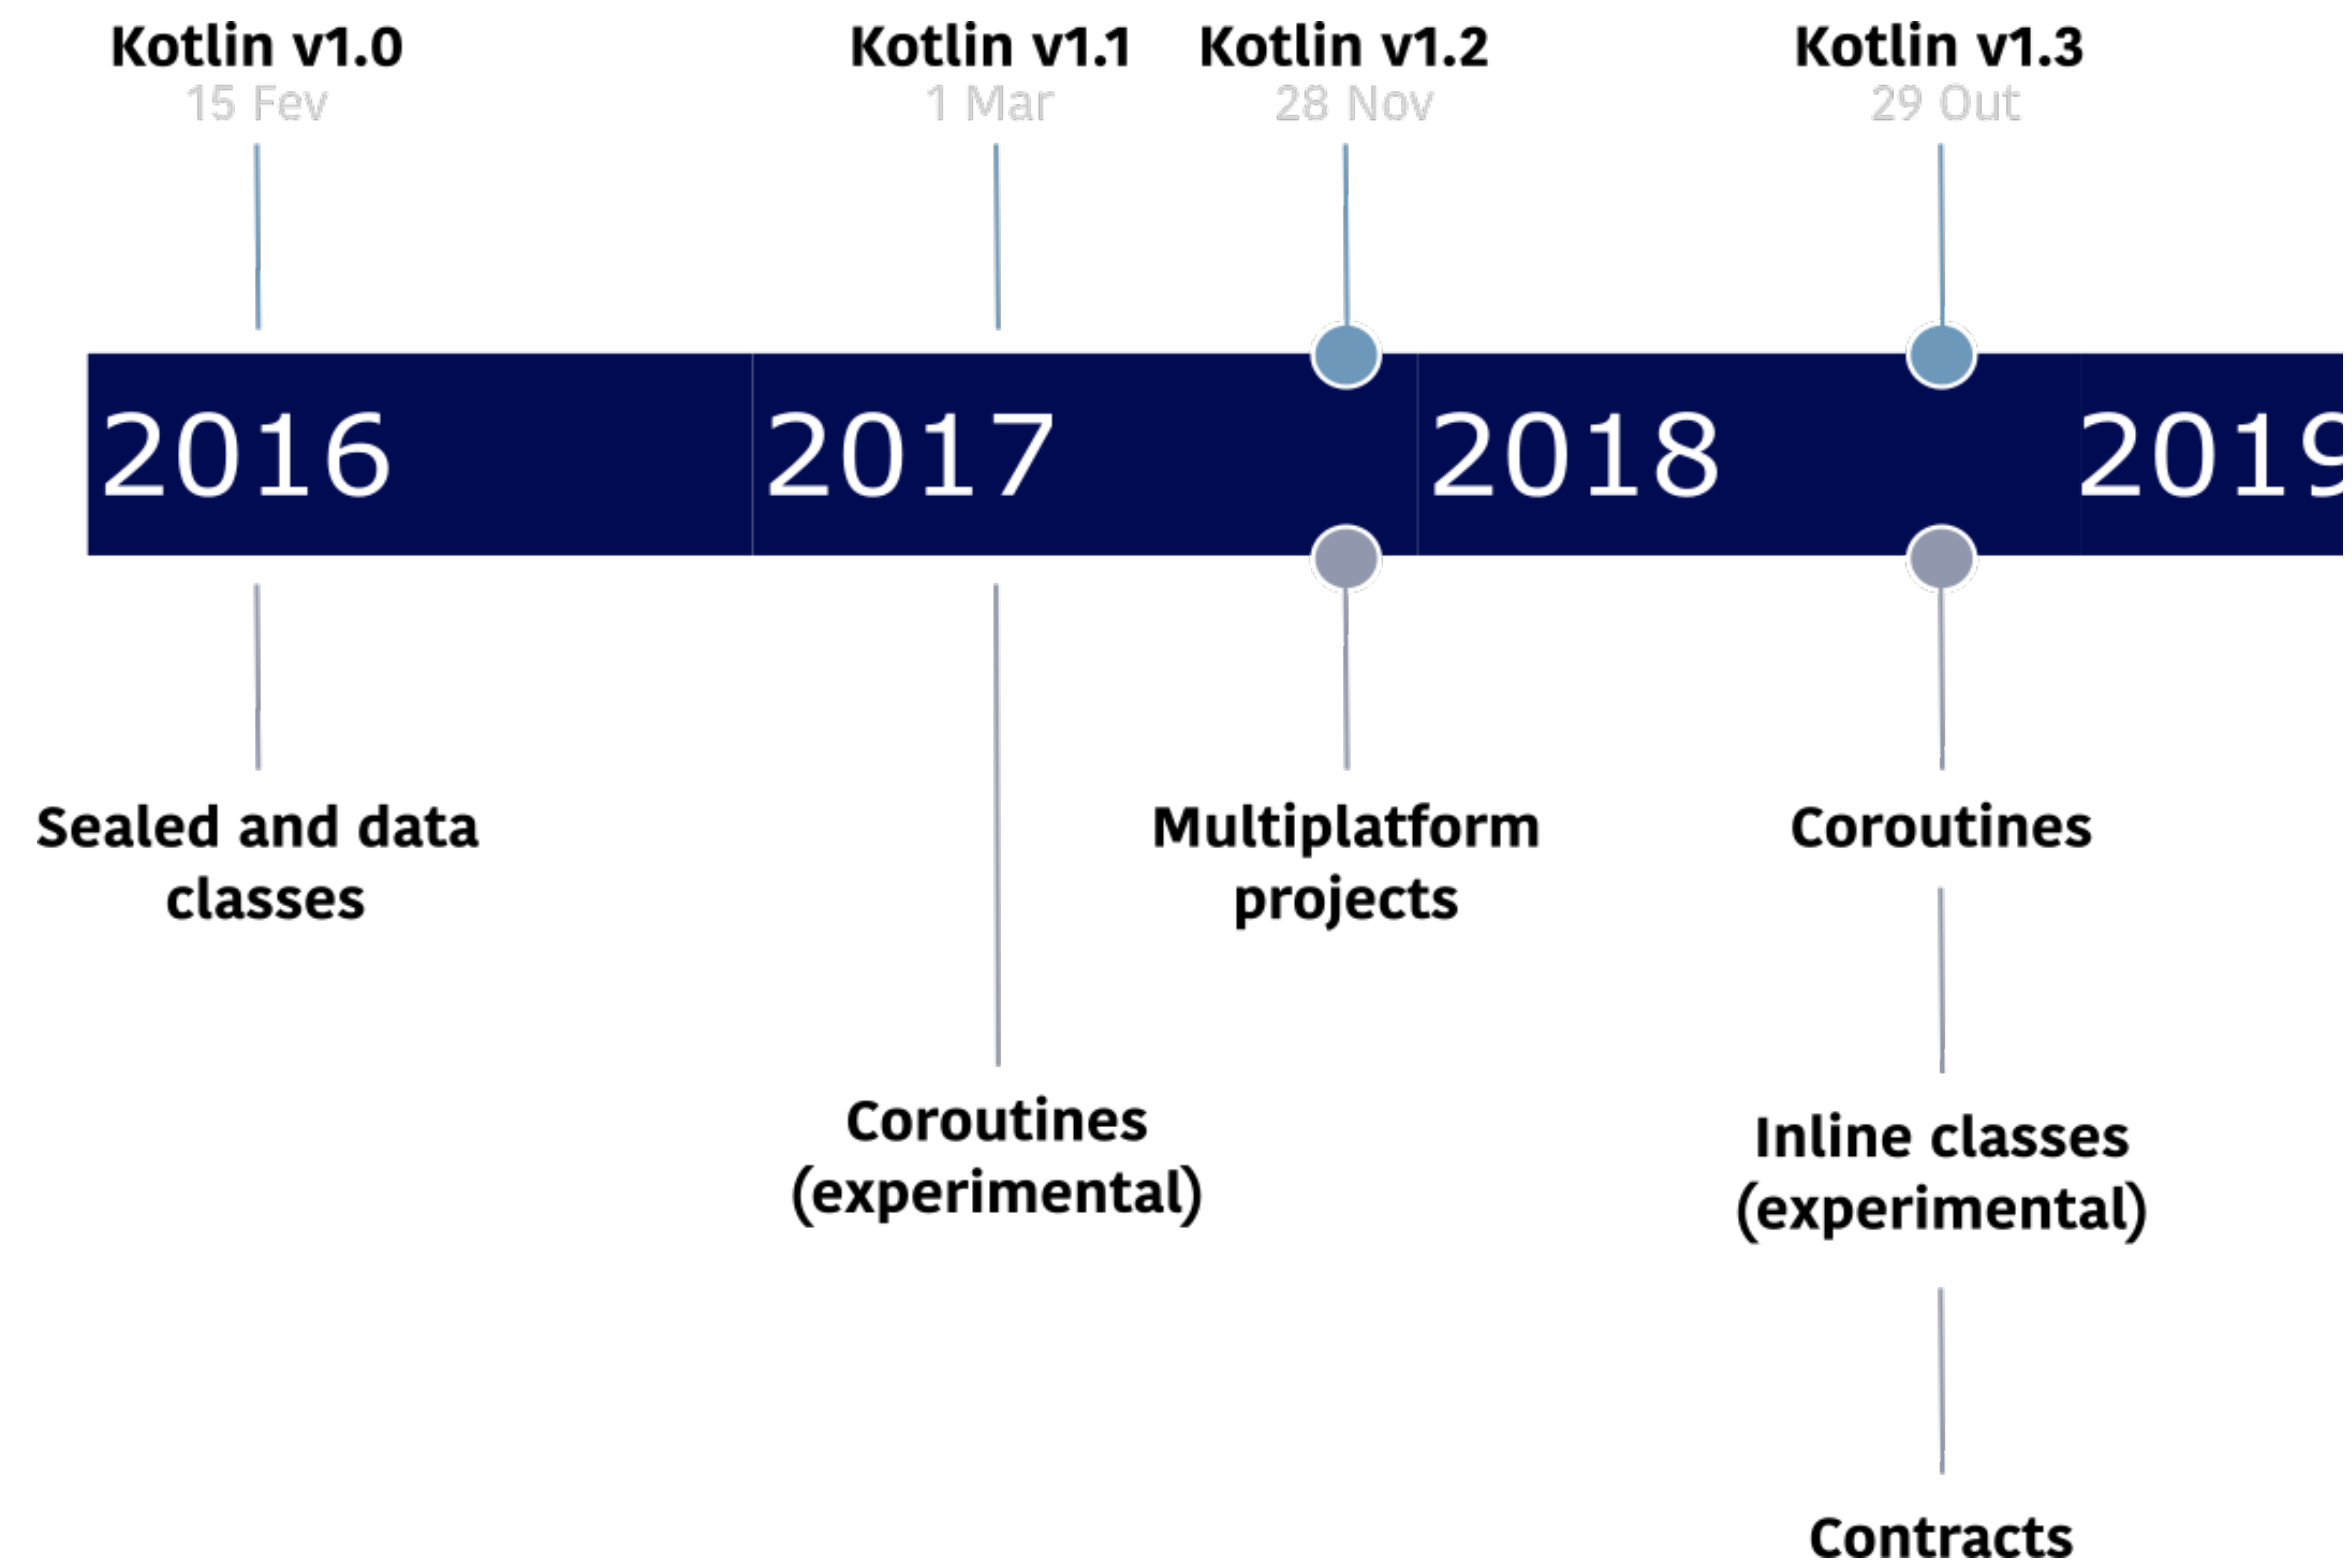 Kotlin v1.0
15 Fev
Kotlin v1.1
1 Mar
Kotlin v1.2
28 Nov
Kotlin v1.3
29 Out
2016
2017
2018
2019
Sealed and data
classes
Coroutines
(experimental)
Multiplatform
projects
Coroutines
Inline classes
(experimental)
Contracts